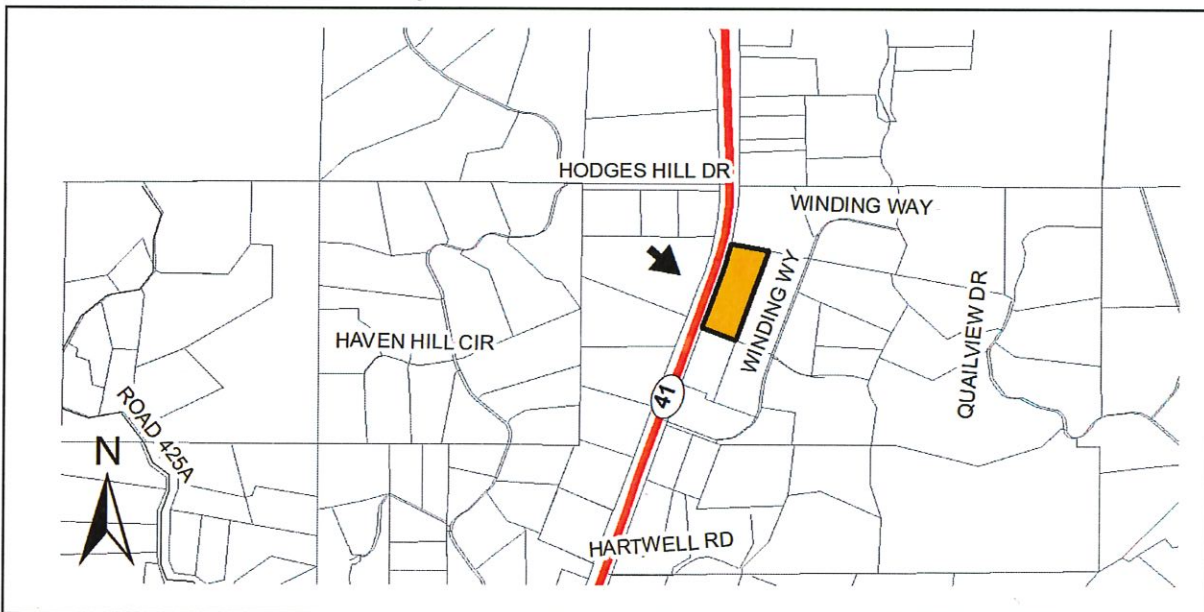 HODGES HILL DR
WINDING WAY
WINDING WY
QUAILVIEW DR
HAVEN HILL CIR
41
ROAD 425A
N
HARTWELL RD